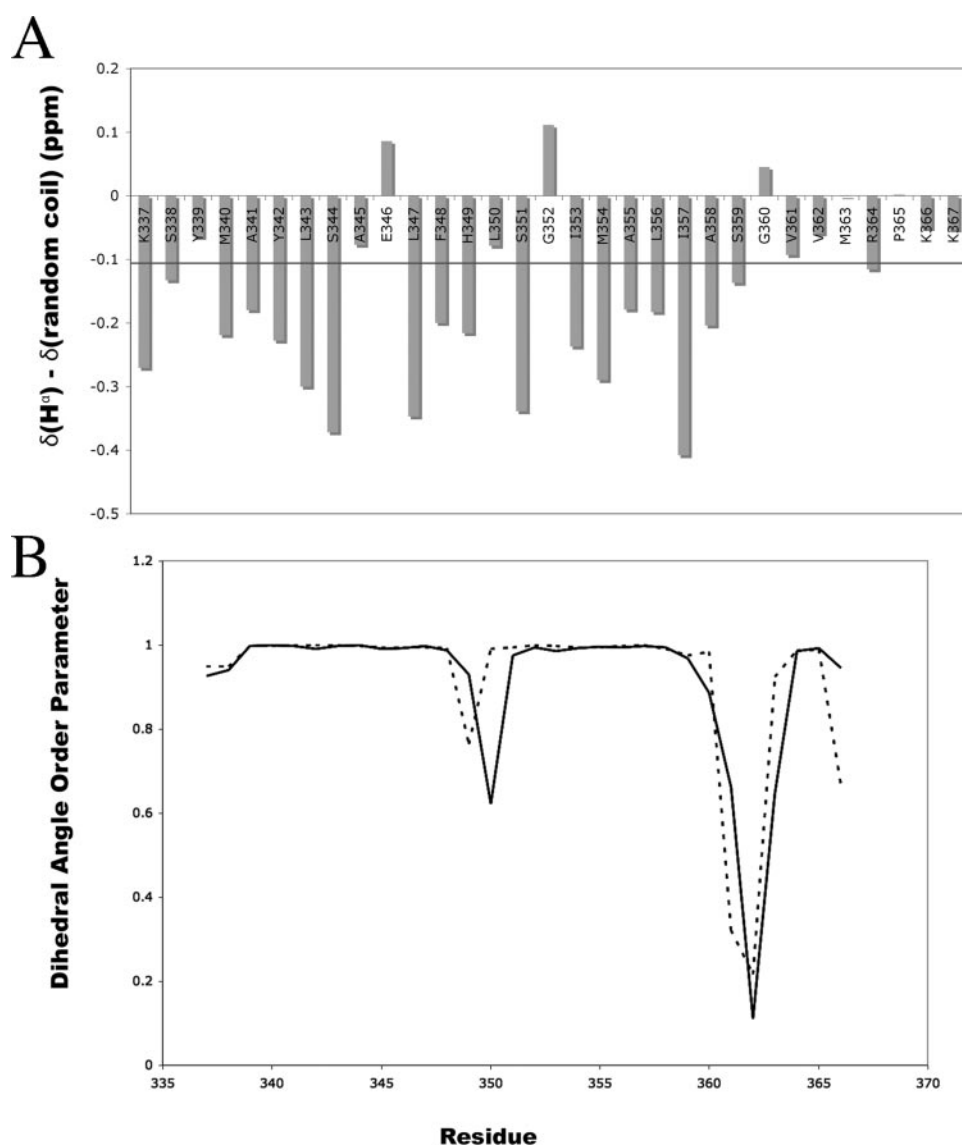 A
δ(Hα) - δ(random coil) (ppm)
0.2
0.1
0
-0.1
-0.2
-0.3
-0.4
-0.5
K337
S338
Y339
M340
A341
Y342
L343
S344
A345
E346
L347
F348
H349
L350
S351
G352
I353
M354
A355
L356
I357
A358
S359
G360
V361
V362
M363
R364
P365
K366
K367
B
Dihedral Angle Order Parameter
1.2
1
0.8
0.6
0.4
0.2
0
335
340
345
350
355
360
365
370
Residue